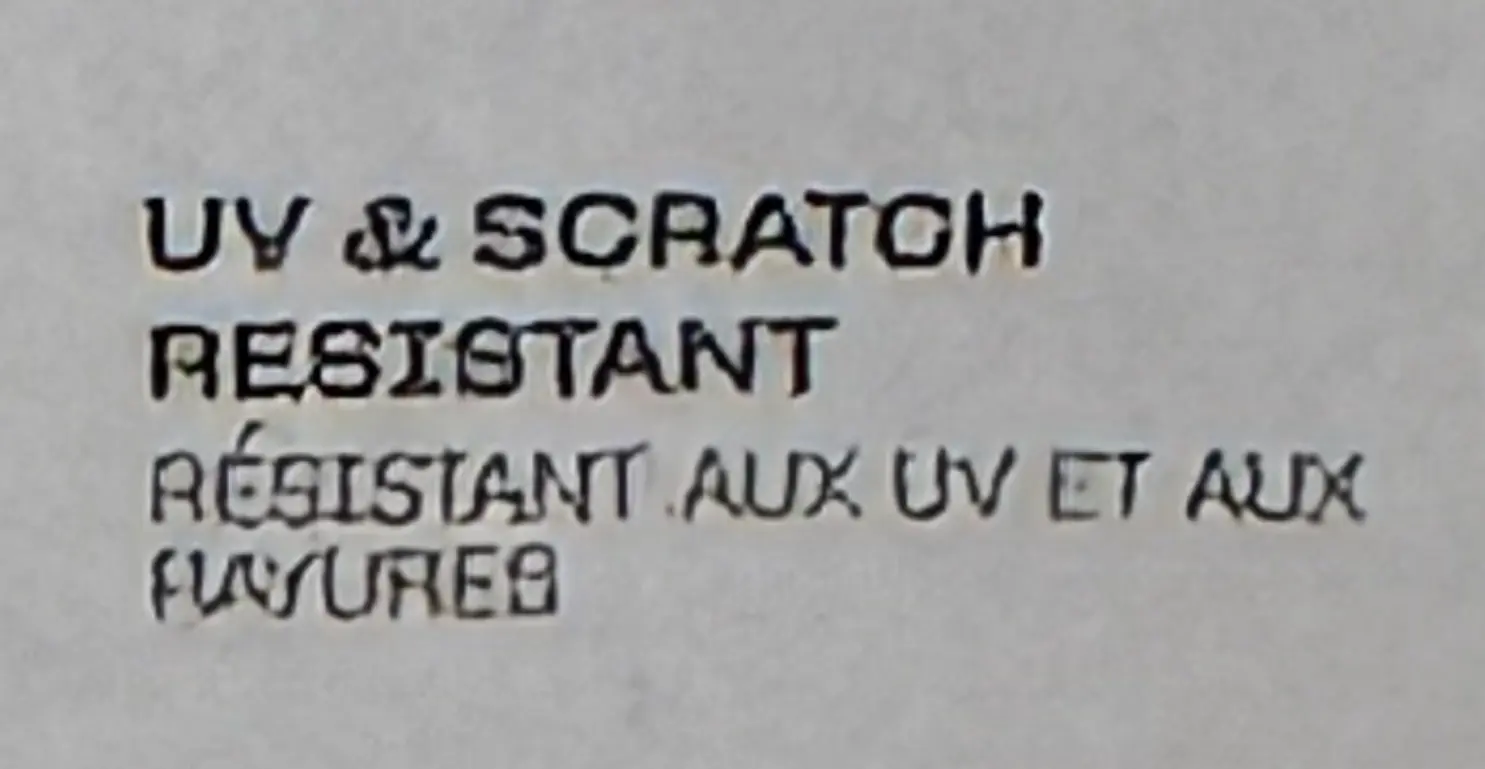 UV & SCRATCH
RESISTANT
RÉSISTANT AUX UV ET AUX